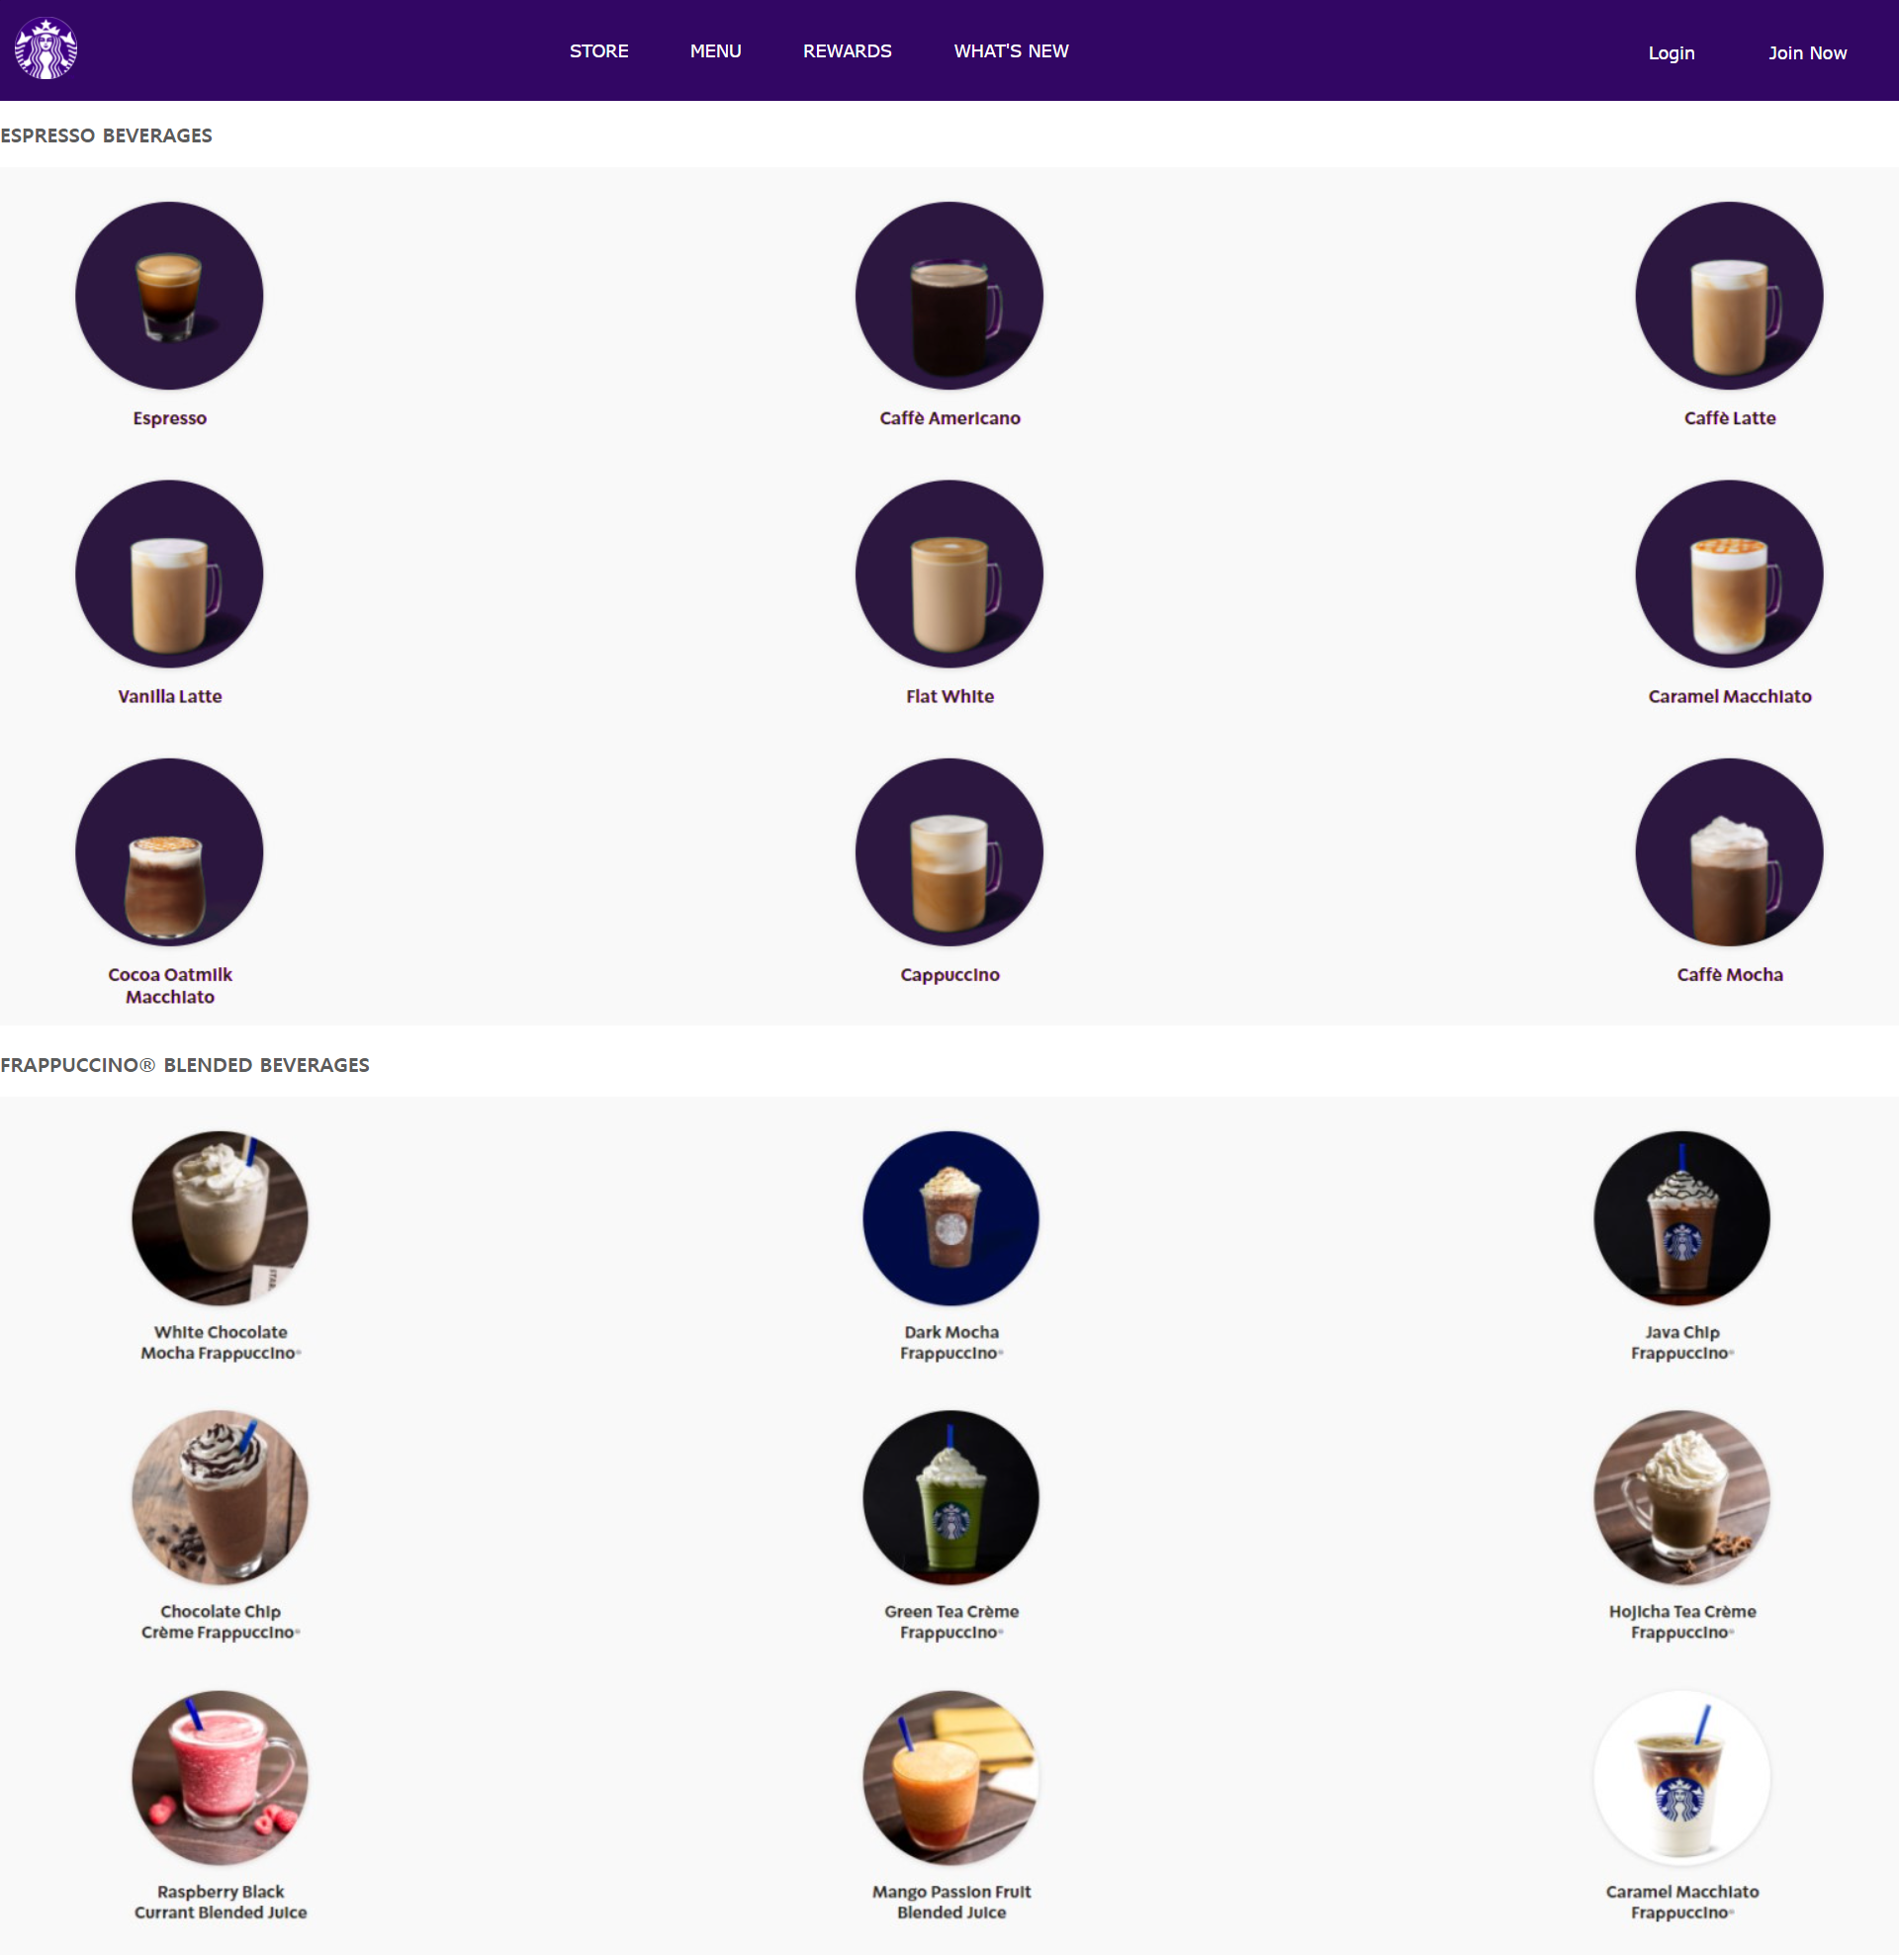 STORE MENU REWARDS WHAT'S NEW Login Join Now
ESPRESSO BEVERAGES
Espresso
Caffè Americano
Caffè Latte
Vanilla Latte
Flat White
Caramel Macchiato
Cocoa Oatmilk
Macchiato
Cappuccino
Caffè Mocha
FRAPPUCCINO® BLENDED BEVERAGES
White Chocolate
Mocha Frappuccino®
Dark Mocha
Frappuccino®
Java Chip
Frappuccino®
Chocolate Chip
Crème Frappuccino®
Green Tea Crème
Frappuccino®
Hojicha Tea Crème
Frappuccino®
Raspberry Black
Currant Blended Juice
Mango Passion Fruit
Blended Juice
Caramel Macchiato
Frappuccino®